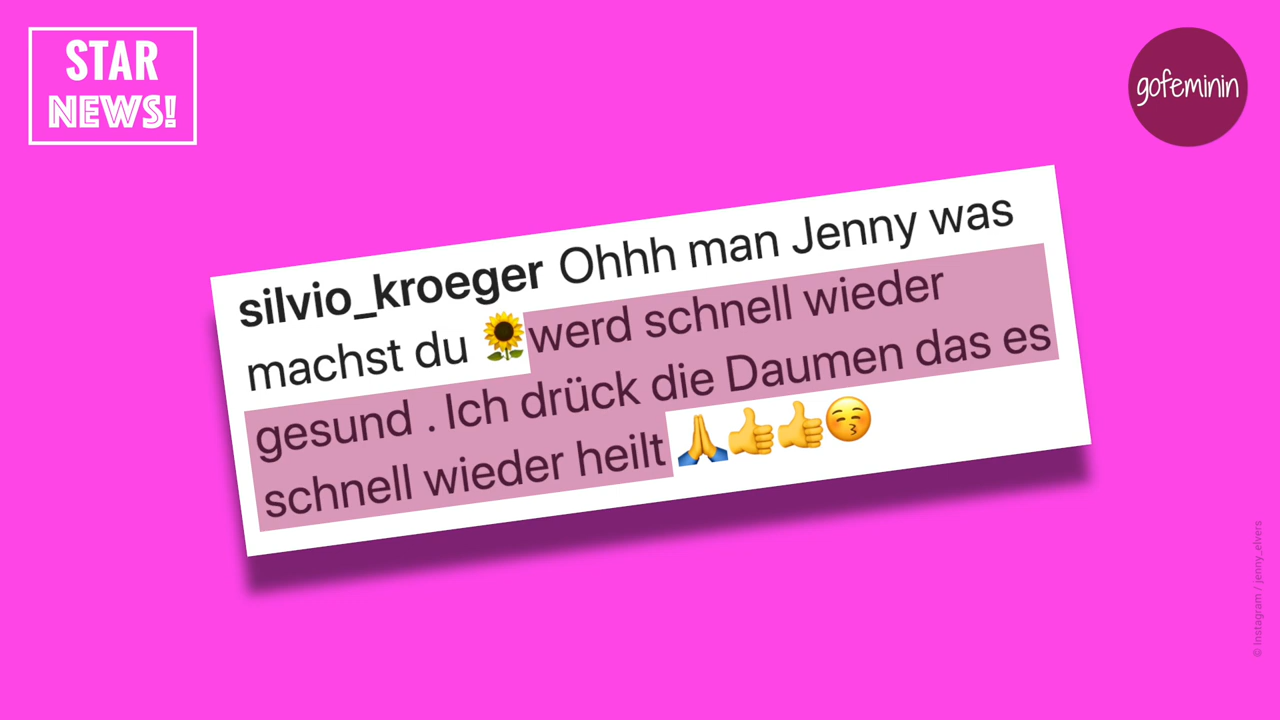 STAR
NEWS!
gofeminin
silvio_kroeger Ohhh man Jenny was
machst du 🌻werd schnell wieder
gesund . Ich drück die Daumen das es
schnell wieder heilt 🙏👍👍😚
© Instagram / jenny_elvers